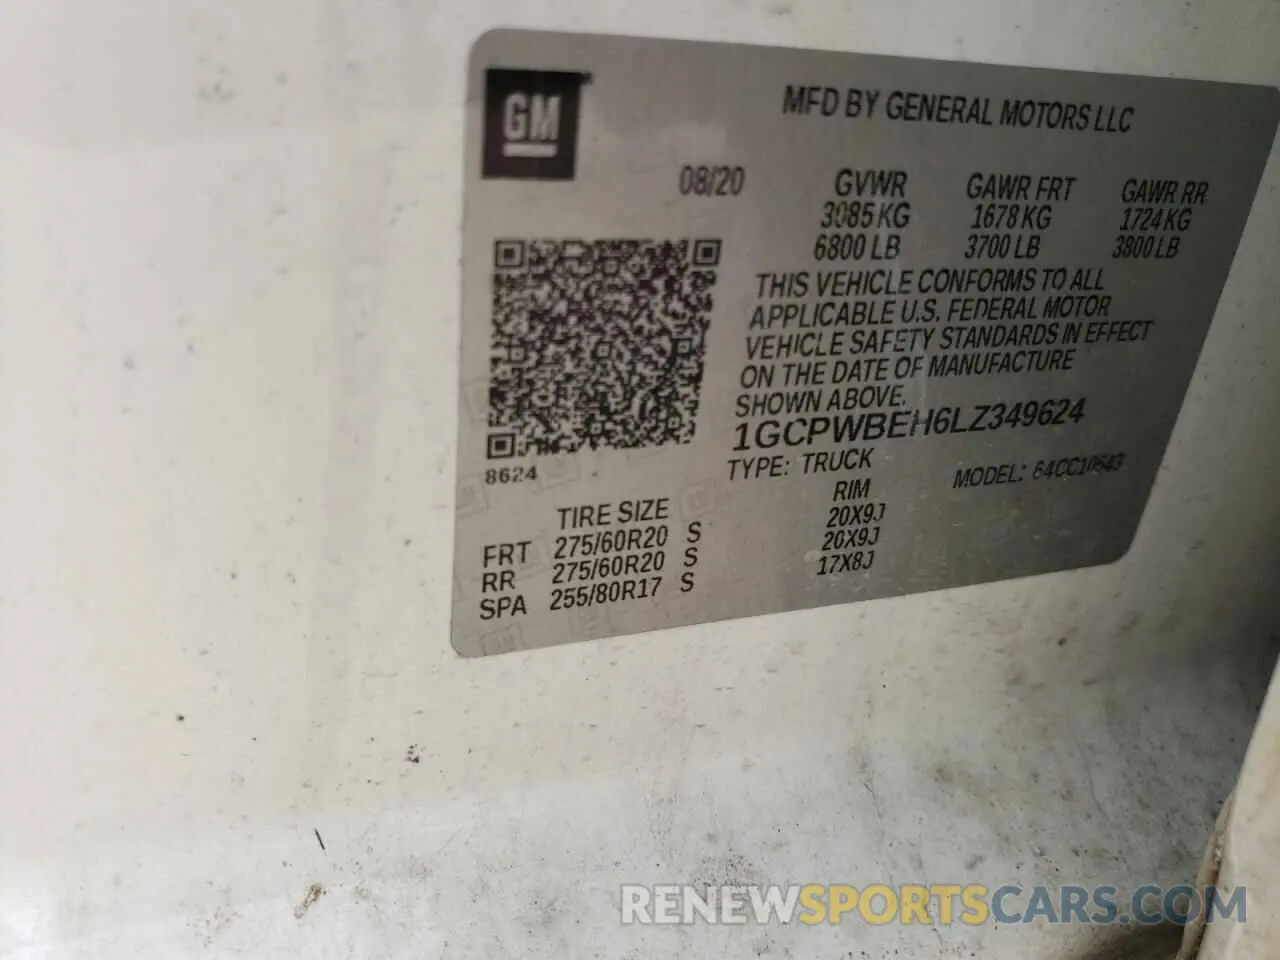 GM
MFD BY GENERAL MOTORS LLC
08/20 GVWR GAWR FRT GAWR RR
3085 KG 1678 KG 1724 KG
6800 LB 3700 LB 3800 LB
THIS VEHICLE CONFORMS TO ALL
APPLICABLE U.S. FEDERAL MOTOR
VEHICLE SAFETY STANDARDS IN EFFECT
ON THE DATE OF MANUFACTURE
SHOWN ABOVE.
1GCPWBEH6LZ349624
8624
TYPE: TRUCK MODEL:
TIRE SIZE RIM
FRT 275/60R20 S 20X9J
RR 275/60R20 S 20X9J
SPA 255/80R17 S 17X8J
RENEWSPORTSCARS.COM